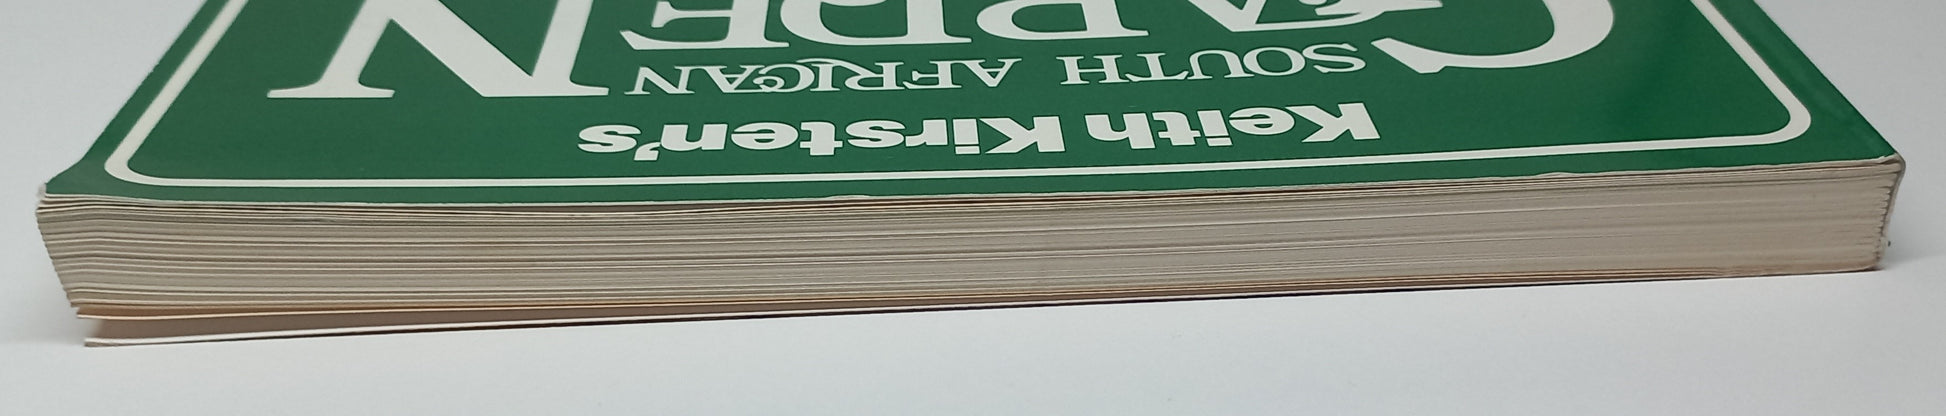 Keith Kirsten's
SOUTH AFRICAN
GARDEN